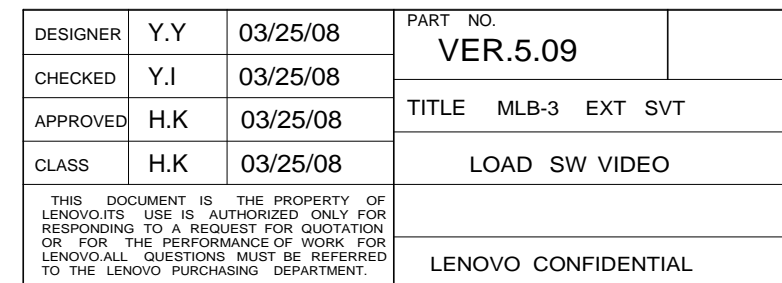 DESIGNER Y.Y 03/25/08
CHECKED Y.I 03/25/08
APPROVED H.K 03/25/08
CLASS H.K 03/25/08
THIS DOCUMENT IS THE PROPERTY OF
LENOVO.ITS USE IS AUTHORIZED ONLY FOR
RESPONDING TO A REQUEST FOR QUOTATION
OR FOR THE PERFORMANCE OF WORK FOR
LENOVO.ALL QUESTIONS MUST BE REFERRED
TO THE LENOVO PURCHASING DEPARTMENT.
PART NO.
VER.5.09
TITLE MLB-3 EXT SVT
LOAD SW VIDEO
LENOVO CONFIDENTIAL